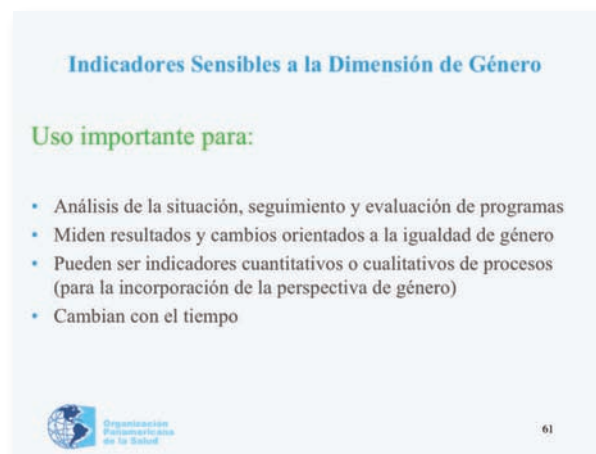 Indicadores Sensibles a la Dimensión de Género
Uso importante para:
• Análisis de la situación, seguimiento y evaluación de programas
• Miden resultados y cambios orientados a la igualdad de género
• Pueden ser indicadores cuantitativos o cualitativos de procesos
(para la incorporación de la perspectiva de género)
• Cambian con el tiempo
Organización
Panamericana
de la Salud
61